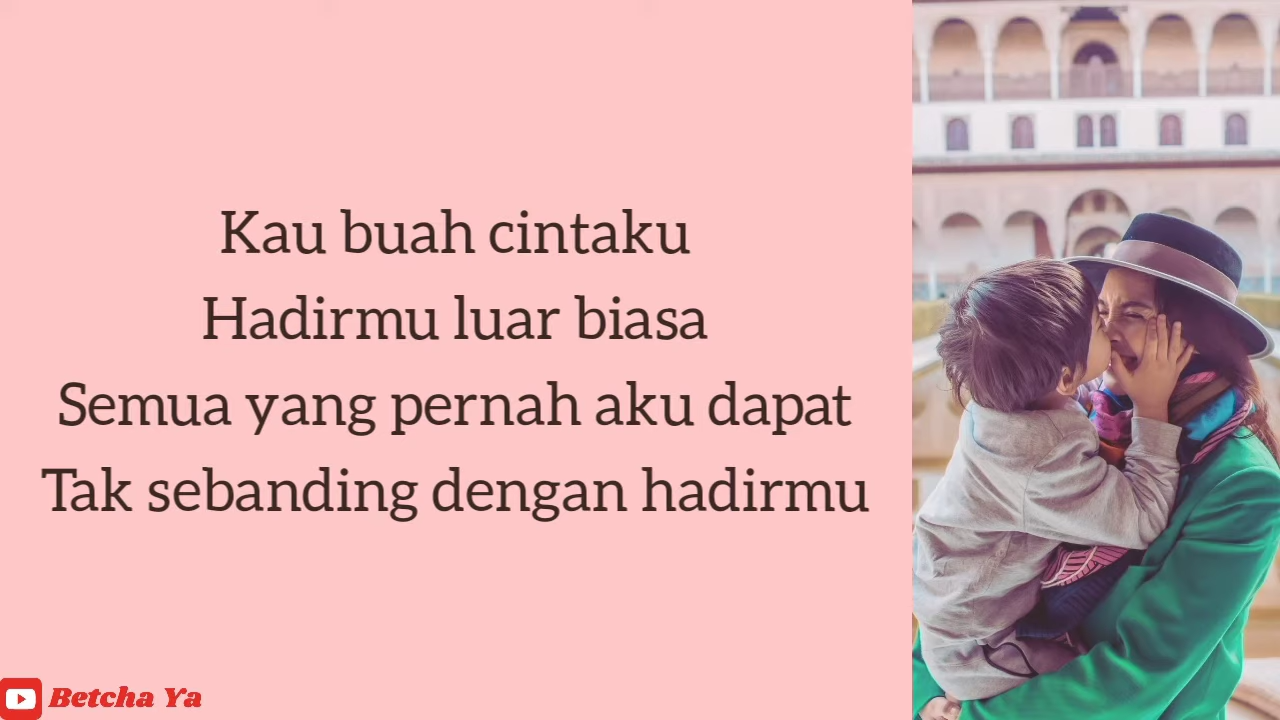 Kau buah cintaku
Hadirmu luar biasa
Semua yang pernah aku dapat
Tak sebanding dengan hadirmu
Betcha Ya